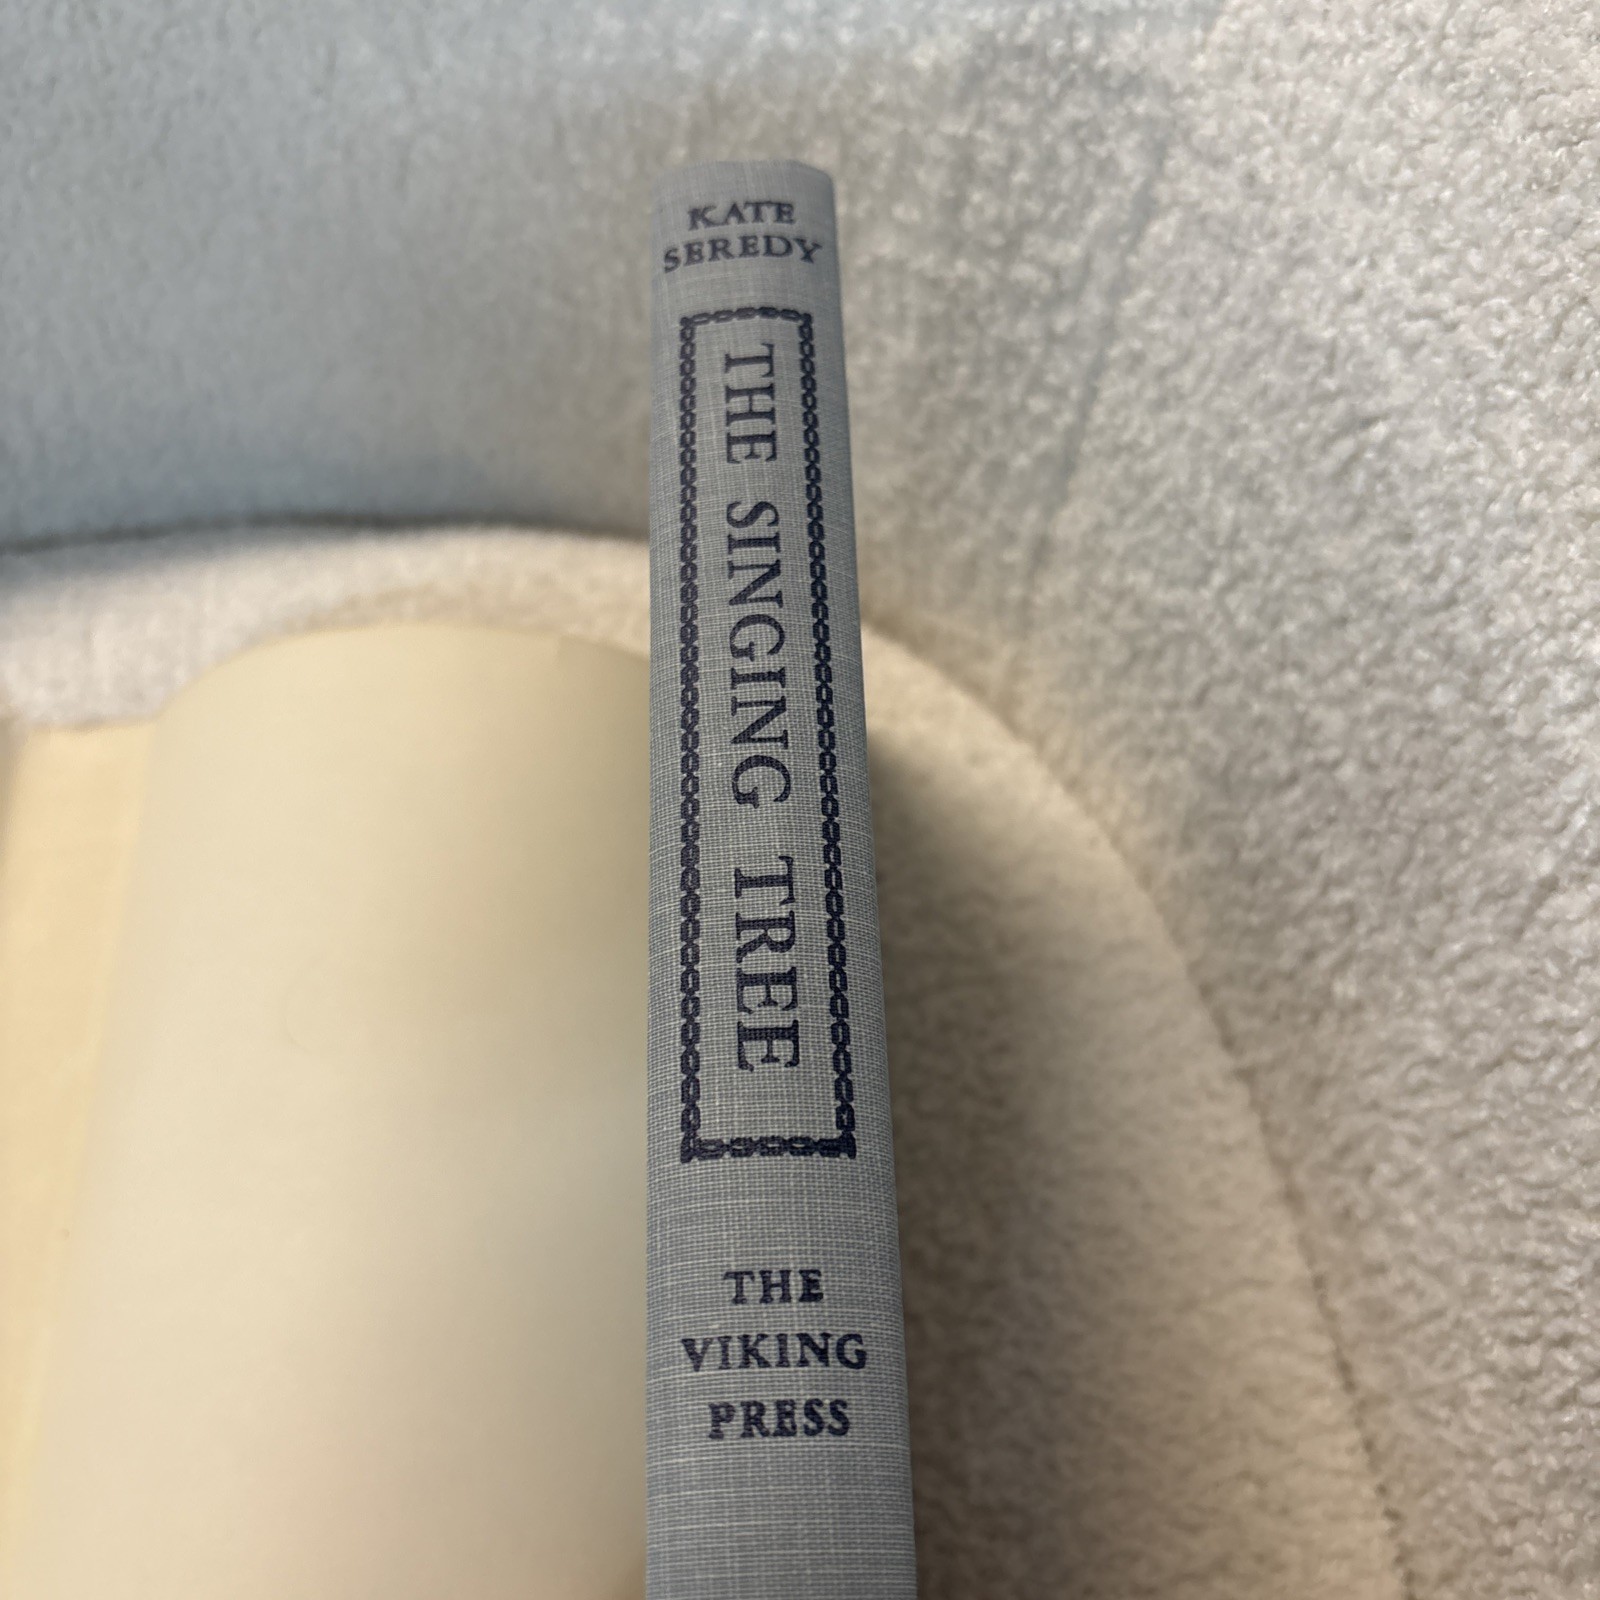 KATE
SEREDY
THE SINGING TREE
THE
VIKING
PRESS